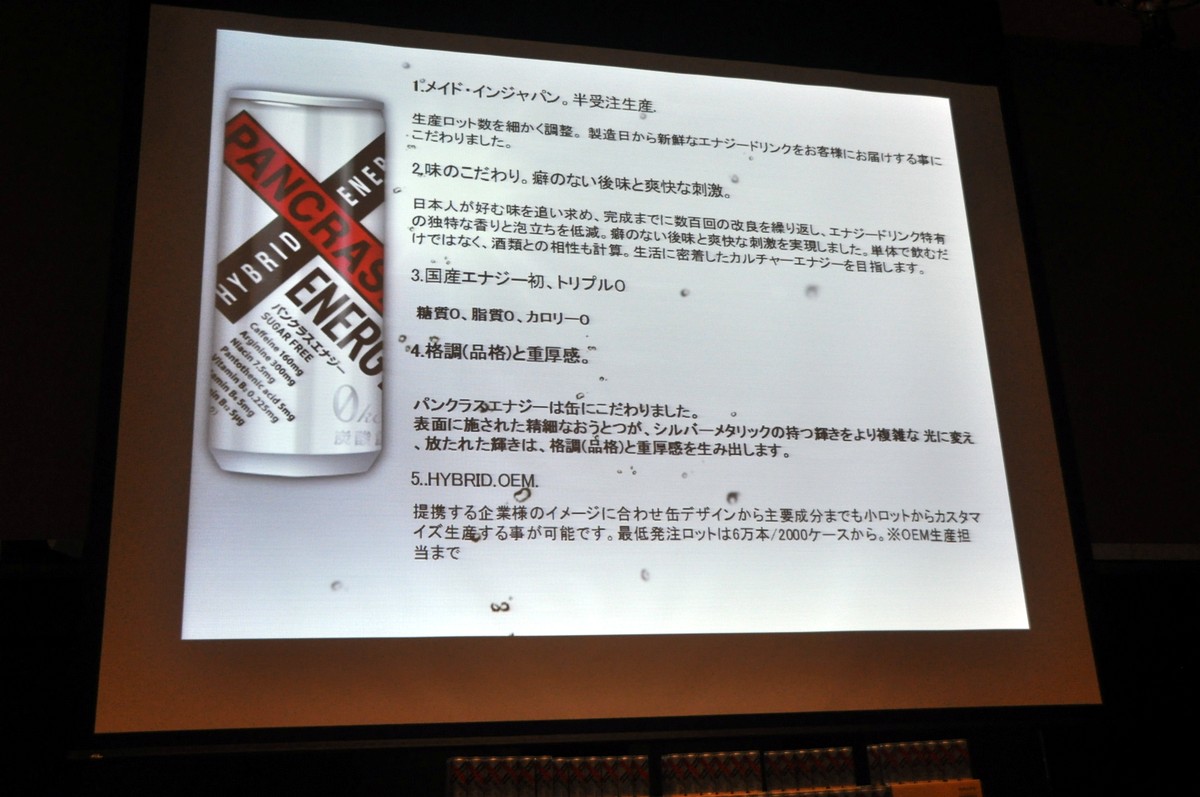 PANCRAS
ENER
HYBRID
ENERG
パンクラスエナジー
SUGAR FREE
Caffeine 160mg
Arginine 300mg
Niacin 7.5mg
Pantothenic acid 5mg
Vitamin B₂ 0.225mg
amin B₆ 5mg
in B₁₂ 5μg
0kc
炭酸
1.メイド・インジャパン。半受注生産.
生産ロット数を細かく調整。 製造日から新鮮なエナジードリンクをお客様にお届けする事に
こだわりました。
2.味のこだわり。癖のない後味と爽快な刺激。
日本人が好む味を追い求め、完成までに数百回の改良を繰り返し、エナジードリンク特有
の独特な香りと泡立ちを低減。癖のない後味と爽快な刺激を実現しました。単体で飲むだ
けではなく、酒類との相性も計算。生活に密着したカルチャーエナジーを目指します。
3.国産エナジー初、トリプル0
糖質0、脂質0、カロリー0
4.格調(品格)と重厚感。
パンクラスエナジーは缶にこだわりました。
表面に施された精細なおうとつが、シルバーメタリックの持つ輝きをより複雑な 光に変え
、放たれた輝きは、格調(品格)と重厚感を生み出します。
5..HYBRID.OEM.
提携する企業様のイメージに合わせ缶デザインから主要成分までも小ロットからカスタマ
イズ生産する事が可能です。最低発注ロットは6万本/2000ケースから。※OEM生産担
当まで